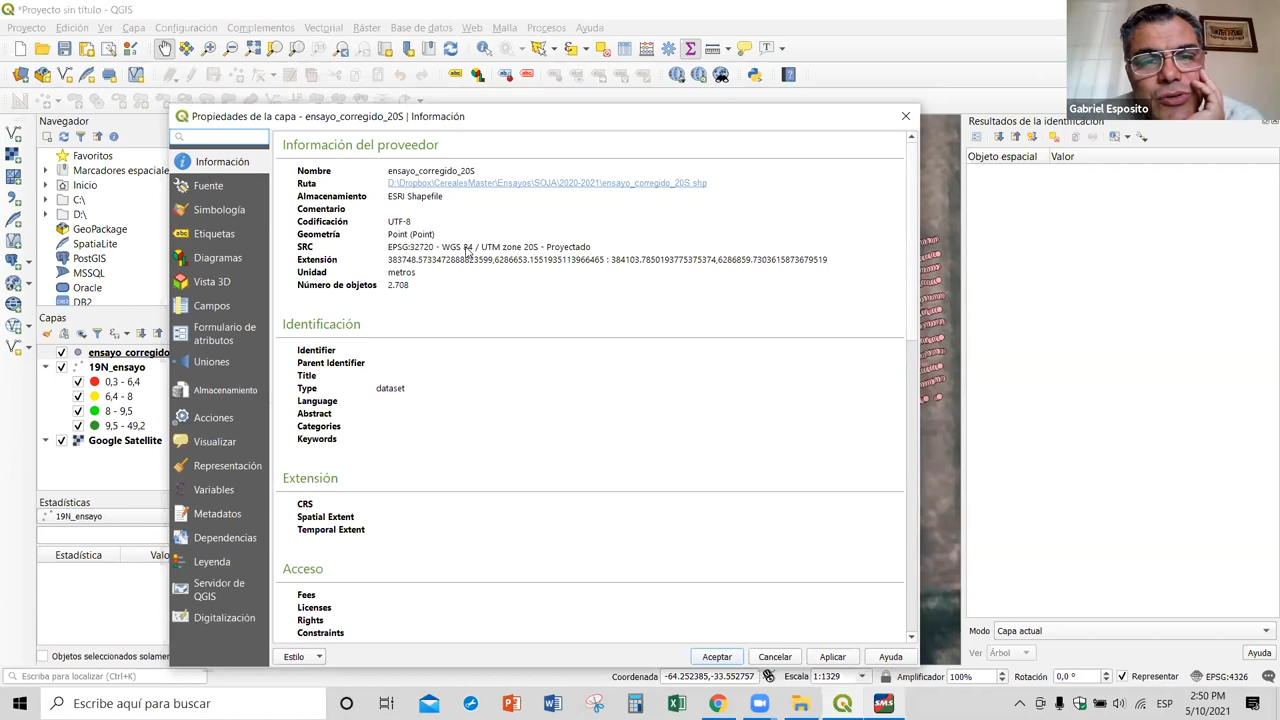 *Proyecto sin título - QGIS
Proyecto Edición Ver Capa Configuración Complementos Vectorial Ráster Base de datos Web Malla Procesos Ayuda
Gabriel Esposito
Navegador
Favoritos
Marcadores espaciales
Inicio
C:\
D:\
GeoPackage
SpatiaLite
PostGIS
MSSQL
Oracle
DB2
Capas
ensayo_corregido
19N_ensayo
0,3 - 6,4
6,4 - 8
8 - 9,5
9,5 - 49,2
Google Satellite
Estadísticas
19N_ensayo
Estadística Valo
Objetos seleccionados solamen
Propiedades de la capa - ensayo_corregido_20S | Información
Información
Fuente
Simbología
Etiquetas
Diagramas
Vista 3D
Campos
Formulario de
atributos
Uniones
Almacenamiento
Acciones
Visualizar
Representación
Variables
Metadatos
Dependencias
Leyenda
Servidor de
QGIS
Digitalización
Información del proveedor
Nombre ensayo_corregido_20S
Ruta D:\Dropbox\CerealesMaster\Ensayos\SOJA\2020-2021\ensayo_corregido_20S.shp
Almacenamiento ESRI Shapefile
Comentario
Codificación UTF-8
Geometría Point (Point)
SRC EPSG:32720 - WGS 84 / UTM zone 20S - Proyectado
Extensión
Unidad metros
Número de objetos 2.708
Identificación
Identifier
Parent Identifier
Title
Type dataset
Language
Abstract
Categories
Keywords
Extensión
CRS
Spatial Extent
Temporal Extent
Acceso
Fees
Licenses
Rights
Constraints
Estilo Aceptar Cancelar Aplicar Ayuda
Resultados de la identificación
Objeto espacial Valor
Modo Capa actual
Ver Árbol Ayuda
Escriba para localizar (Ctrl+K) Coordenada -64.252385,-33.552757 Escala 1:1329 Amplificador 100% Rotación 0,0 ° Representar EPSG:4326
Escribe aquí para buscar
SMS
ESP
2:50 PM
5/10/2021